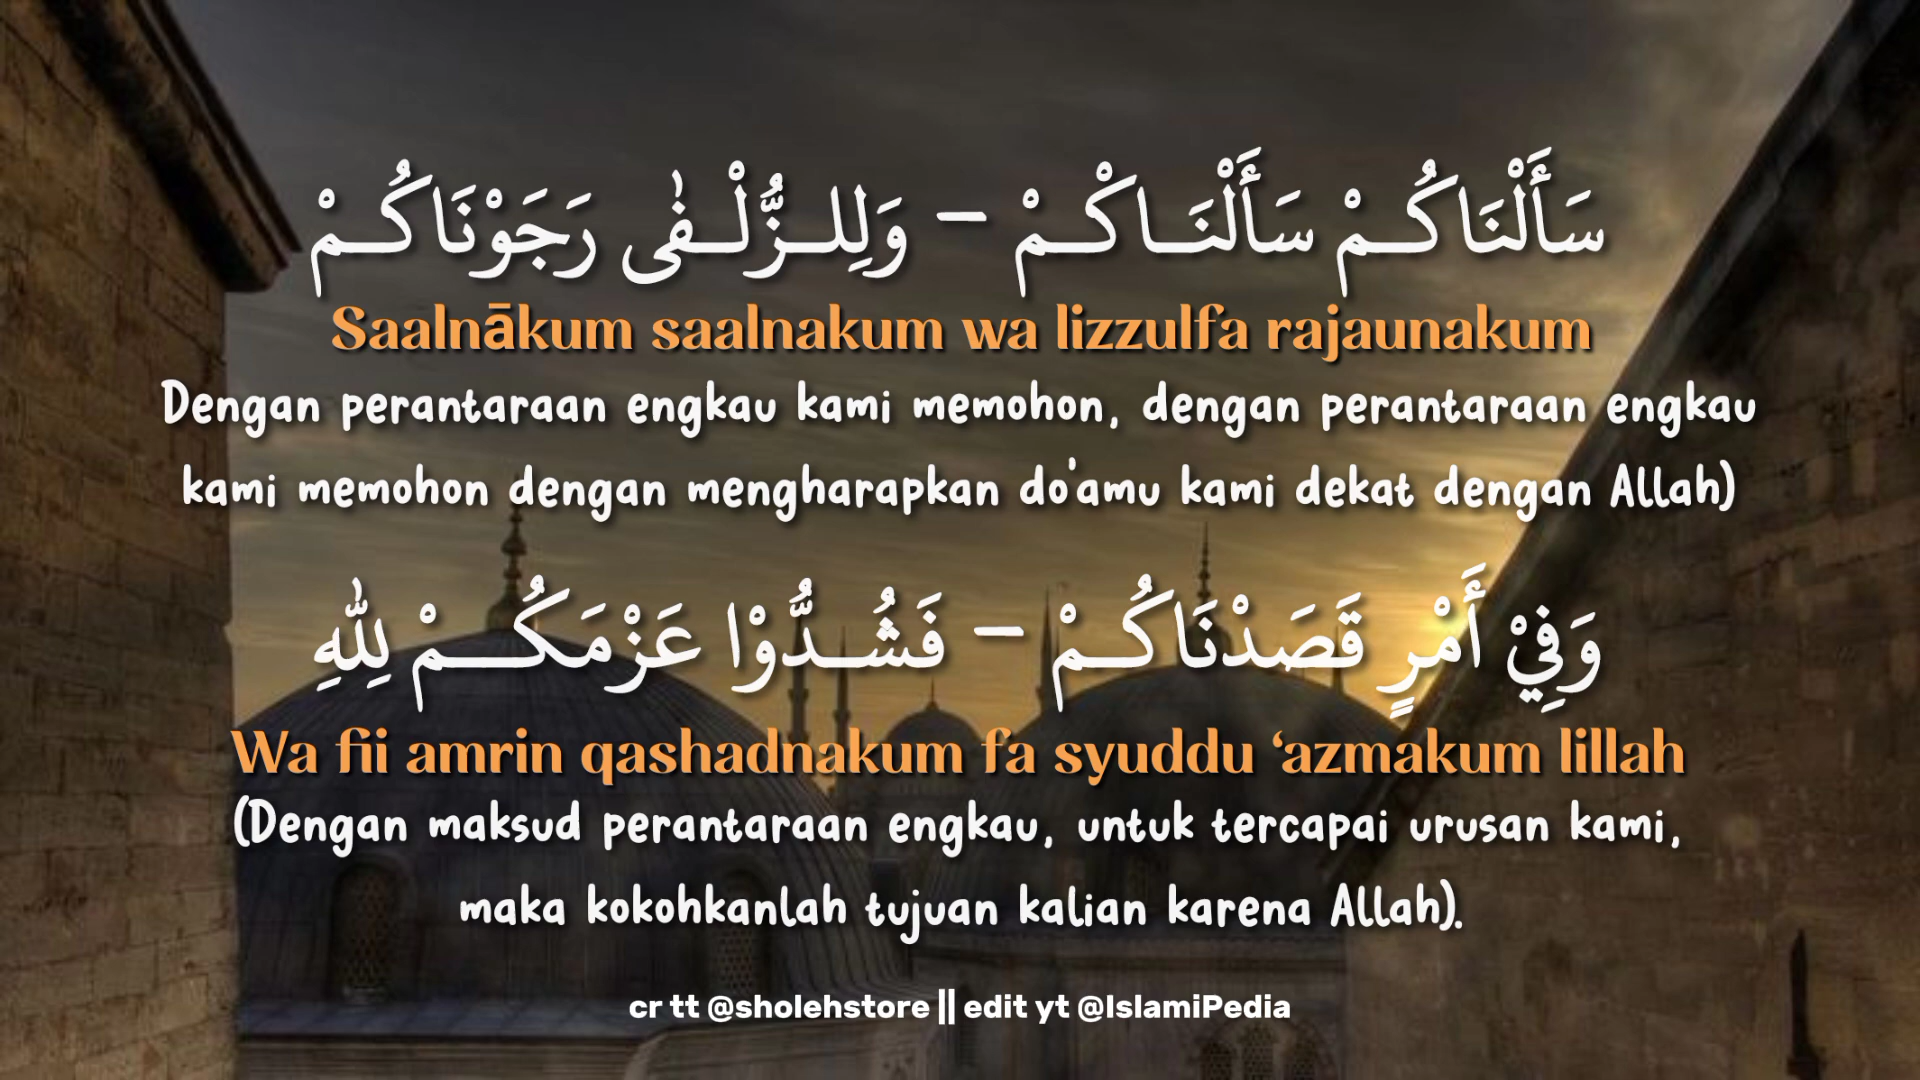 سَأَلْنَاكُمْ سَأَلْنَاكْمْ – وَلِلزُّلْفٰى رَجَوْنَاكُمْ
Saalnākum saalnakum wa lizzulfa rajaunakum
Dengan perantaraan engkau kami memohon, dengan perantaraan engkau
kami memohon dengan mengharapkan do'amu kami dekat dengan Allah)
وَفِيْ أَمْرٍ قَصَدْنَاكُمْ – فَشُدُّوْا عَزْمَكُمْ لِلّٰهِ
Wa fii amrin qashadnakum fa syuddu ‘azmakum lillah
(Dengan maksud perantaraan engkau, untuk tercapai urusan kami,
maka kokohkanlah tujuan kalian karena Allah).
cr tt @sholehstore || edit yt @IslamiPedia